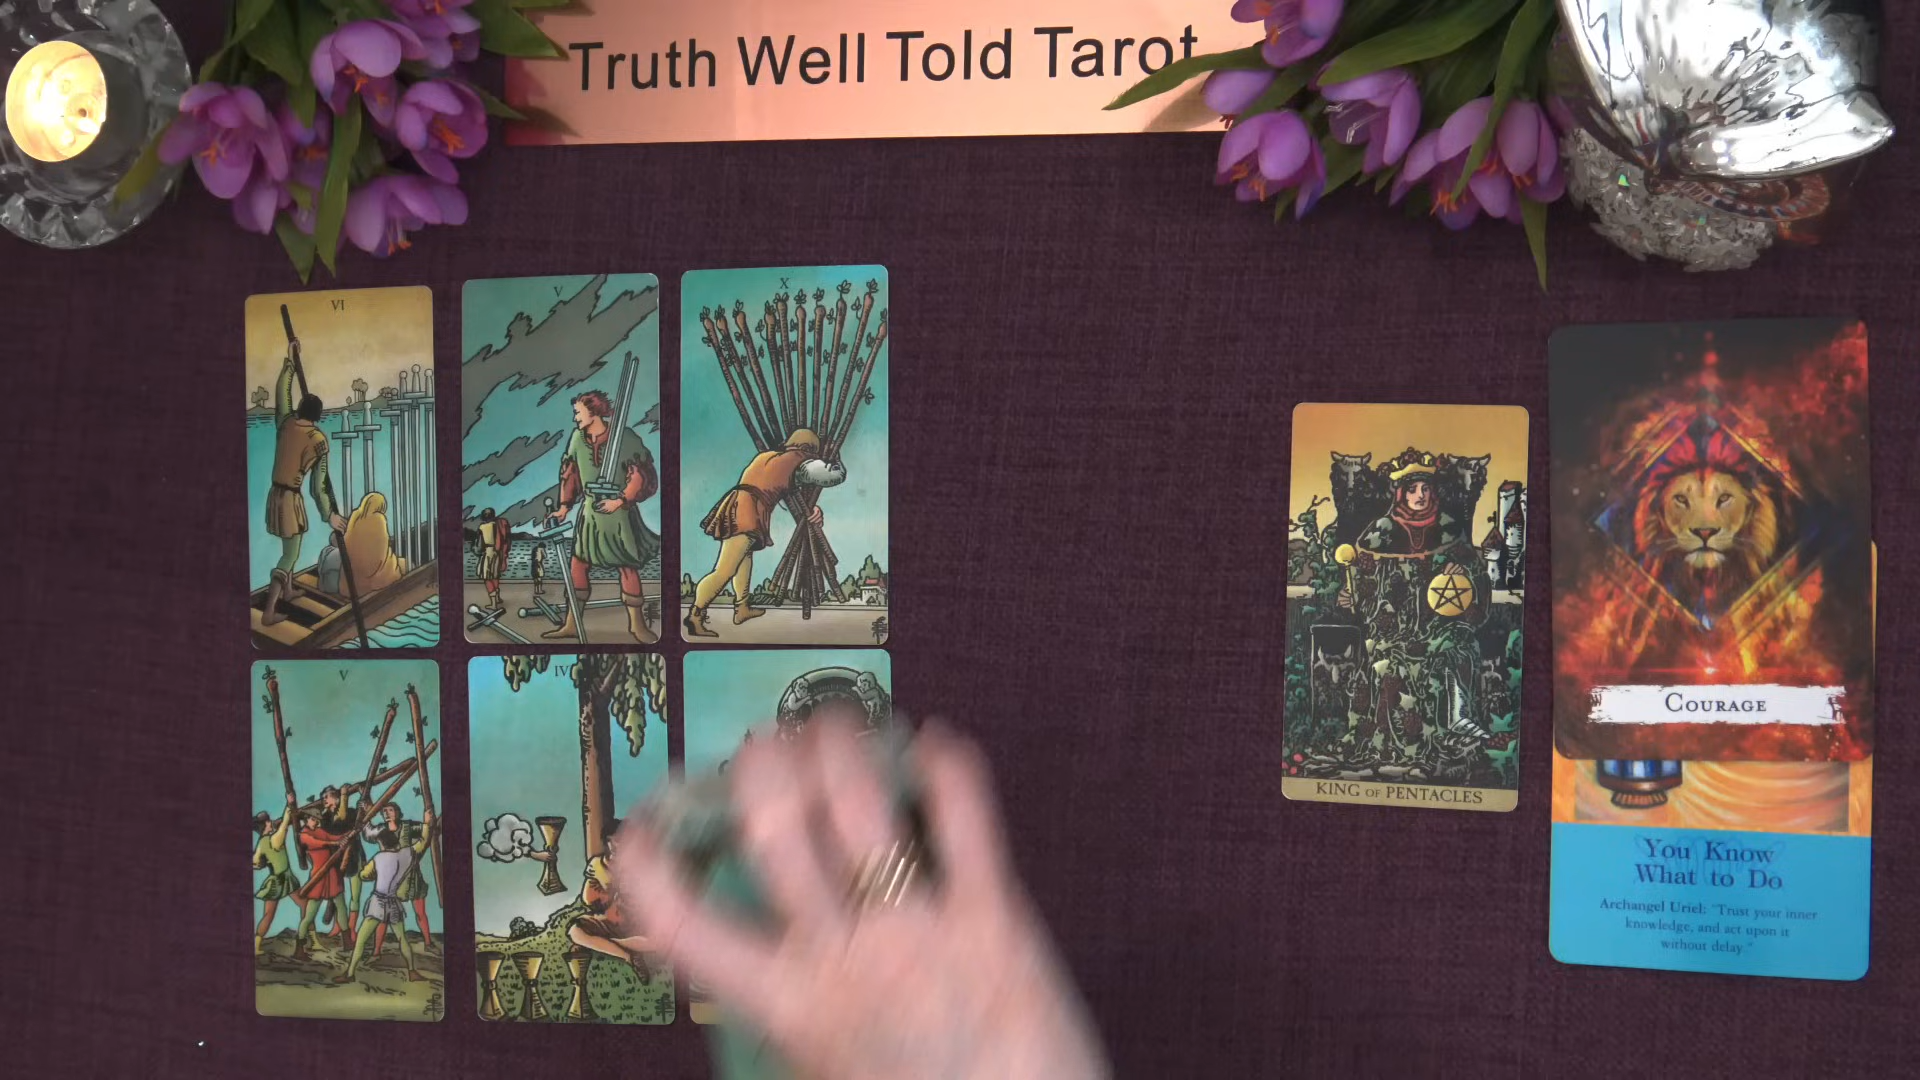 Truth Well Told Tarot
VI
V
X
V
IV
KING OF PENTACLES
COURAGE
You Know
What to Do
Archangel Uriel: "Trust your inner
knowledge, and act upon it
without delay."